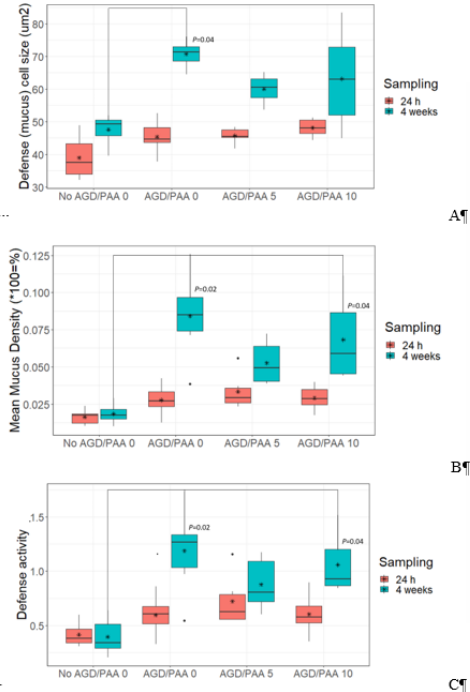 Defense (mucus) cell size (um2)
80
70
60
50
40
30
P=0.04
No AGD/PAA 0 AGD/PAA 0 AGD/PAA 5 AGD/PAA 10
Sampling
24 h
4 weeks
A¶
Mean Mucus Density (*100=%)
0.125
0.100
0.075
0.050
0.025
P=0.02
P=0.04
No AGD/PAA 0 AGD/PAA 0 AGD/PAA 5 AGD/PAA 10
Sampling
24 h
4 weeks
B¶
Defense activity
1.5
1.0
0.5
P=0.02
P=0.04
No AGD/PAA 0 AGD/PAA 0 AGD/PAA 5 AGD/PAA 10
Sampling
24 h
4 weeks
C¶